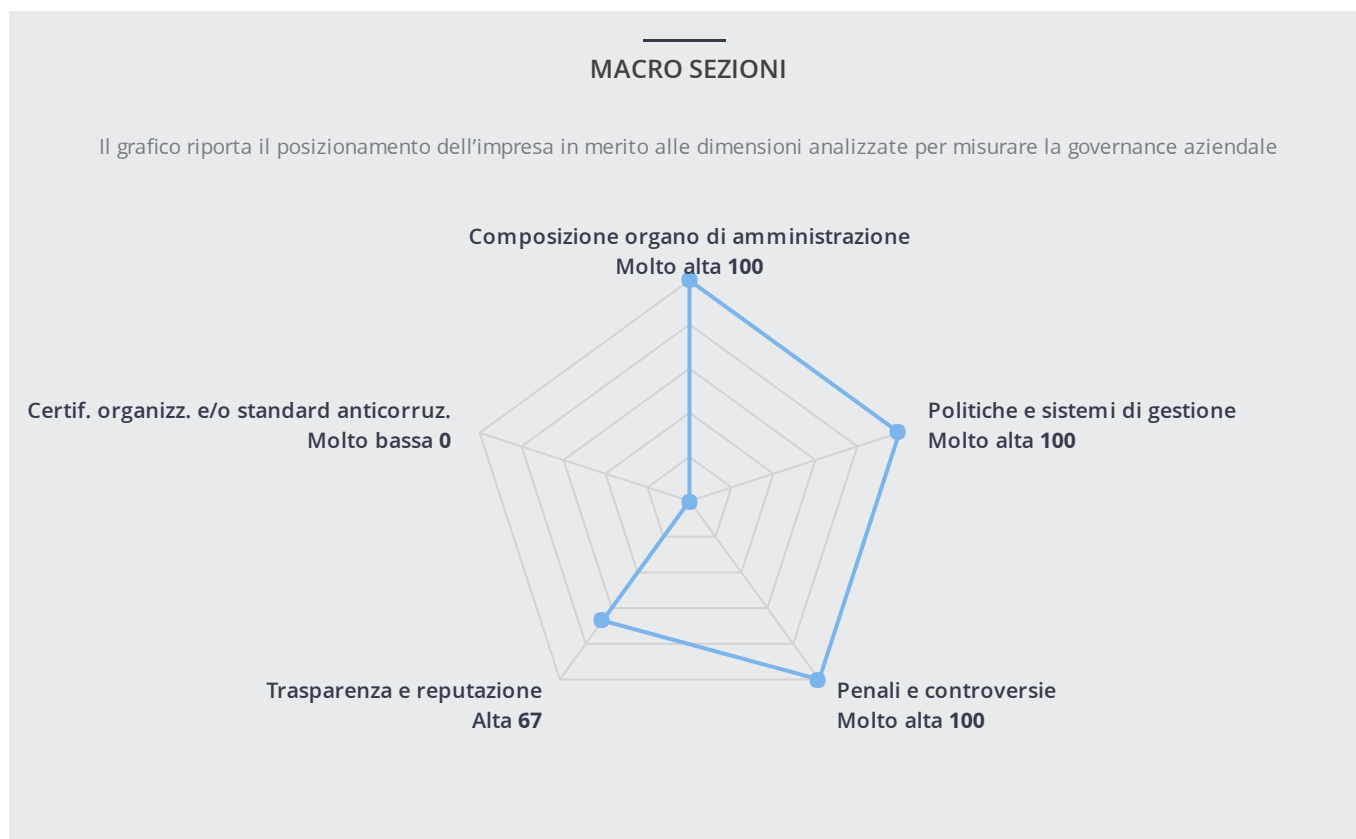 MACRO SEZIONI
Il grafico riporta il posizionamento dell’impresa in merito alle dimensioni analizzate per misurare la governance aziendale
Composizione organo di amministrazione
Molto alta 100
Certif. organizz. e/o standard anticorruz.
Molto bassa 0
Politiche e sistemi di gestione
Molto alta 100
Trasparenza e reputazione
Alta 67
Penali e controversie
Molto alta 100